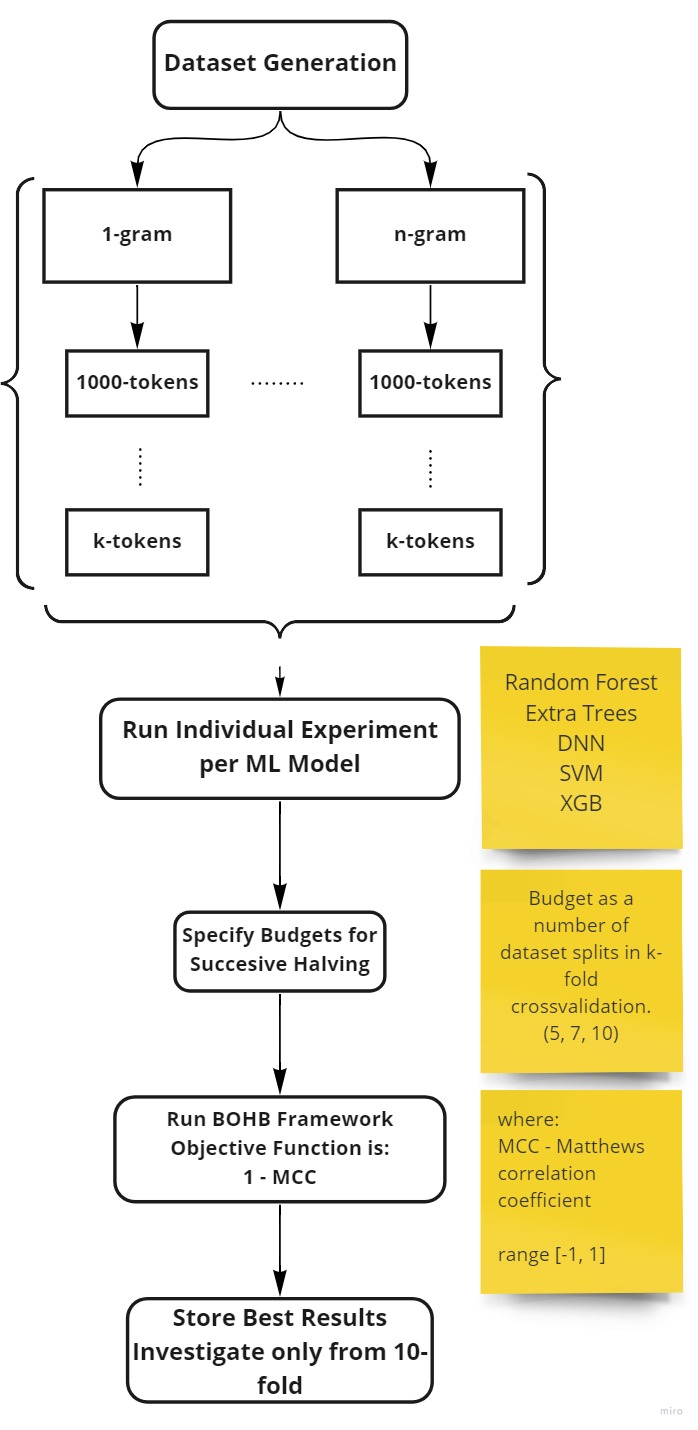 Dataset Generation
1-gram
n-gram
1000-tokens
1000-tokens
k-tokens
k-tokens
Run Individual Experiment
per ML Model
Random Forest
Extra Trees
DNN
SVM
XGB
Specify Budgets for
Succesive Halving
Budget as a
number of
dataset splits in k-
fold
crossvalidation.
(5, 7, 10)
Run BOHB Framework
Objective Function is:
1 - MCC
where:
MCC - Matthews
correlation
coefficient
range [-1, 1]
Store Best Results
Investigate only from 10-
fold
miro